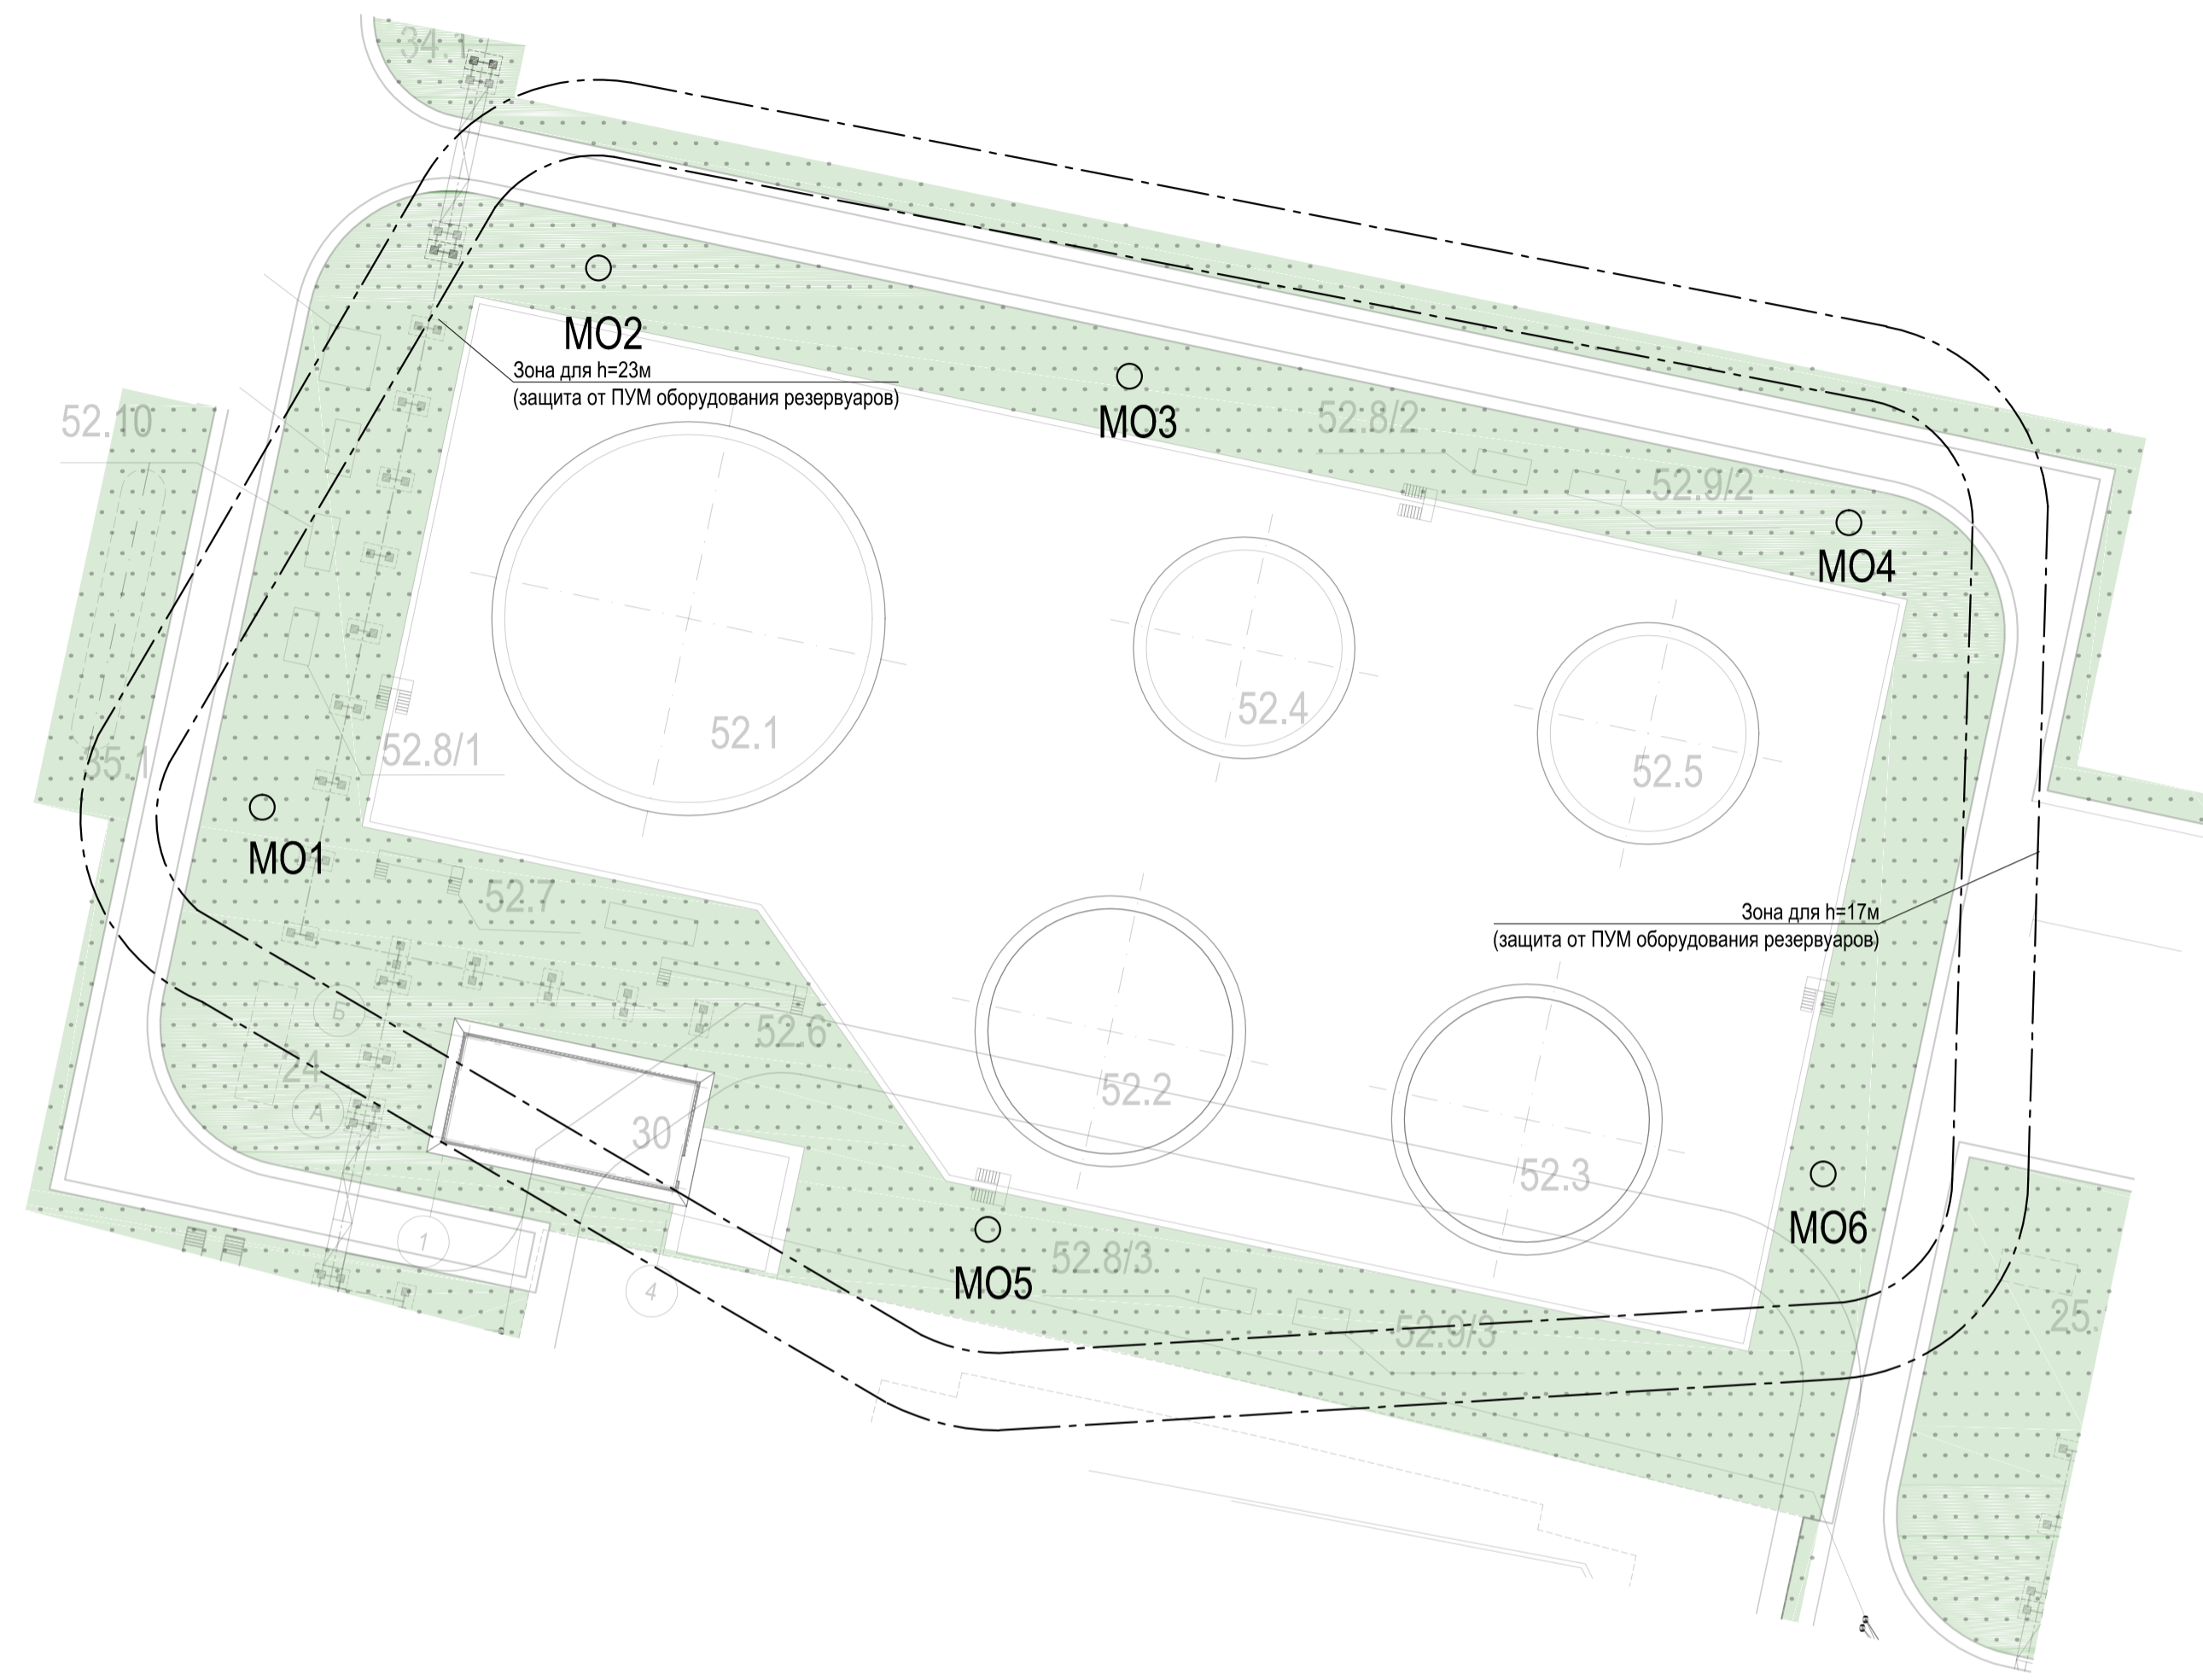 34.1
МО2
Зона для h=23м
(защита от ПУМ оборудования резервуаров)
МО3
52.8/2
52.10
52.9/2
МО4
52.4
52.1
52.8/1
35.1
52.5
МО1
52.7
Зона для h=17м
(защита от ПУМ оборудования резервуаров)
Б
52.6
24
52.2
А
30
52.3
МО6
1
52.8/3
МО5
4
25.
52.9/3